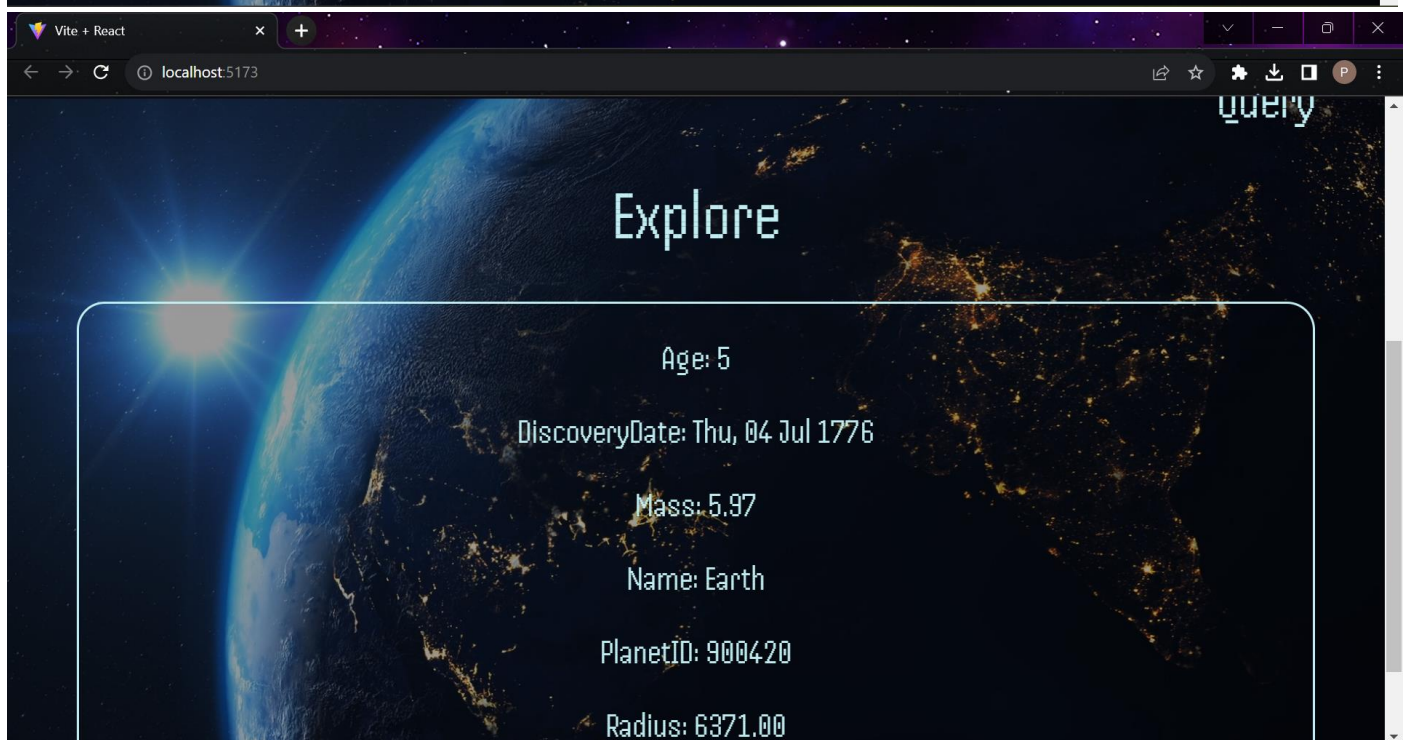 Vite + React
localhost:5173
P
Query
Explore
Age: 5
DiscoveryDate: Thu, 04 Jul 1776
Mass: 5.97
Name: Earth
PlanetID: 900420
Radius: 6371.00